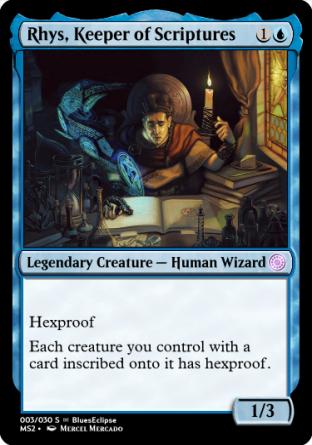 Rhys, Keeper of Scriptures 1
Legendary Creature — Human Wizard
Hexproof
Each creature you control with a
card inscribed onto it has hexproof.
1/3
003/030 S BluesEclipse
MS2 • Mercel Mercado